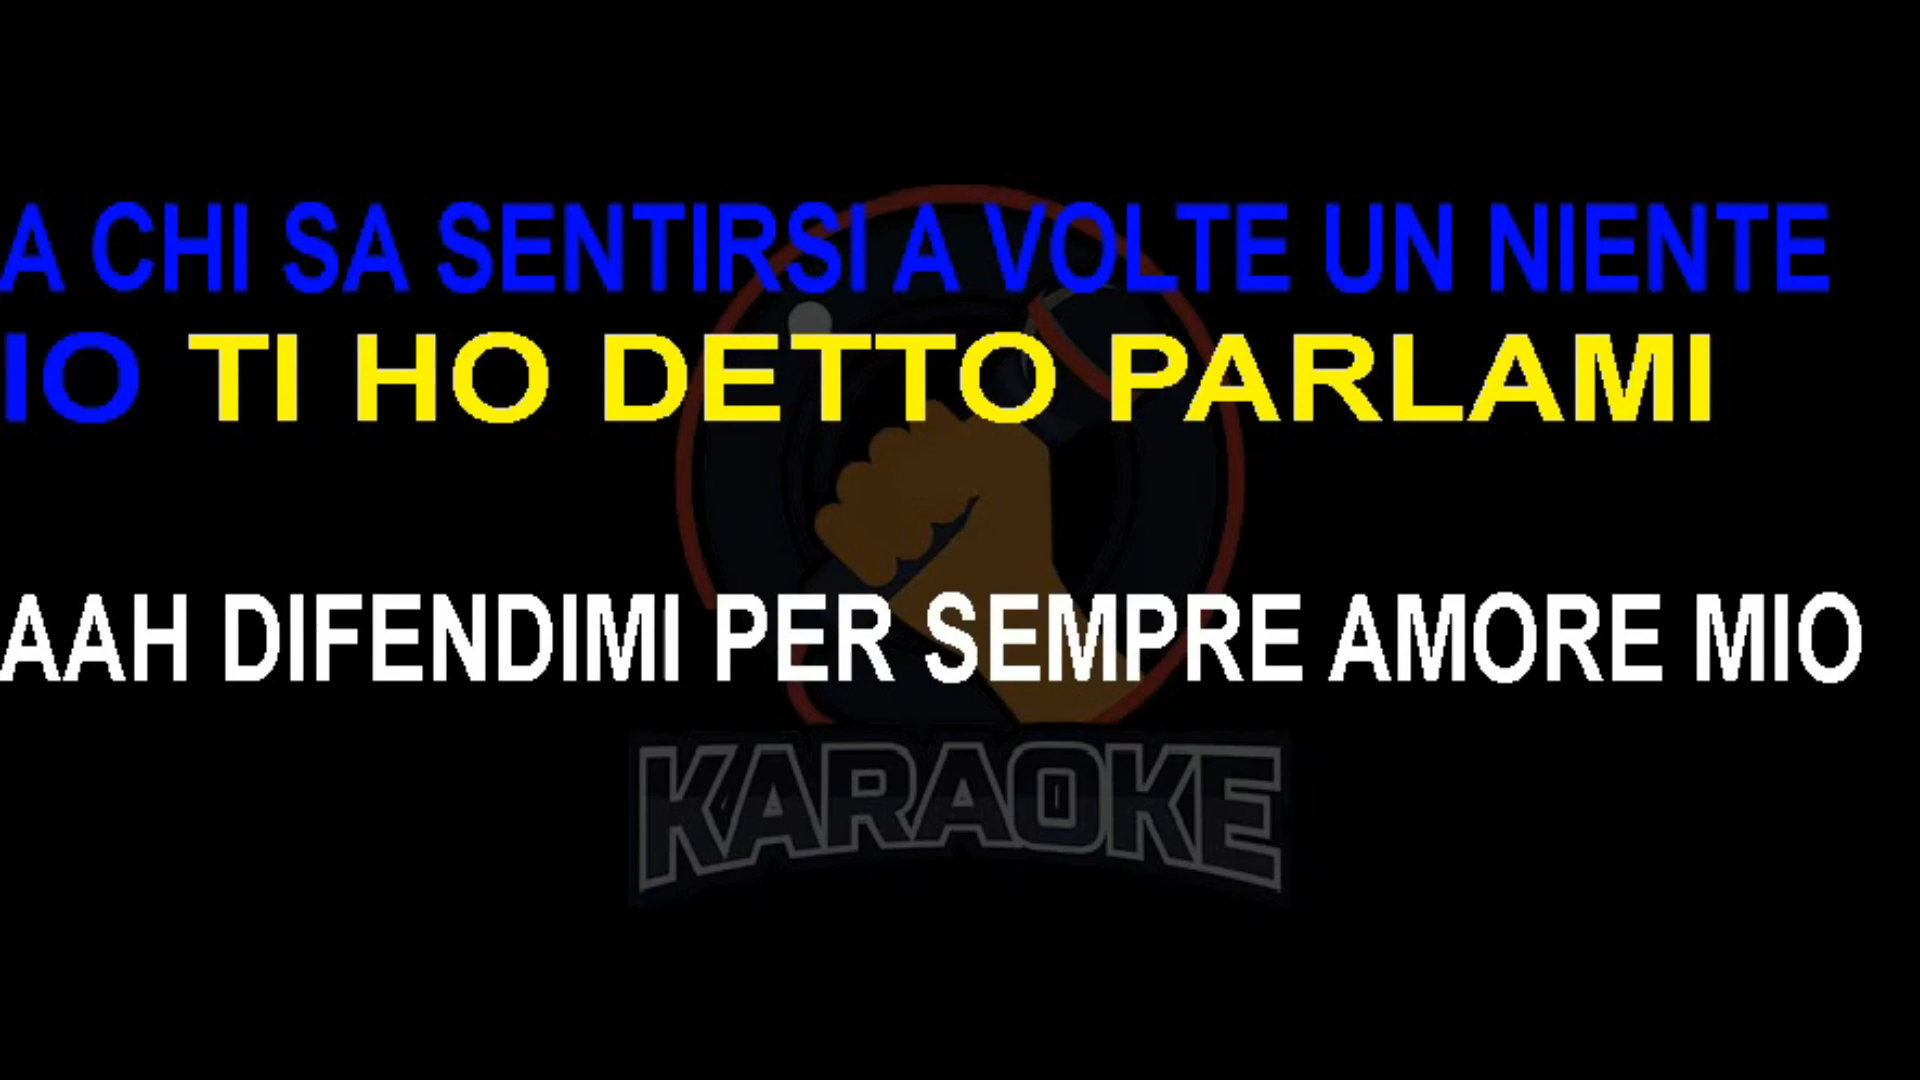 A CHI SA SENTIRSI A VOLTE UN NIENTE
IO TI HO DETTO PARLAMI
AAH DIFENDIMI PER SEMPRE AMORE MIO
KARAOKE